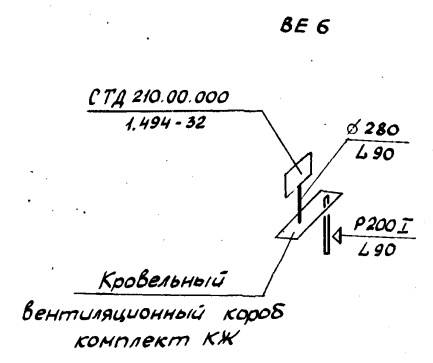 ВЕ 6
СТД 210.00.000
1.494-32
⌀ 280
L 90
Р200 I
L 90
Кровельный
вентиляционный короб
комплект КЖ